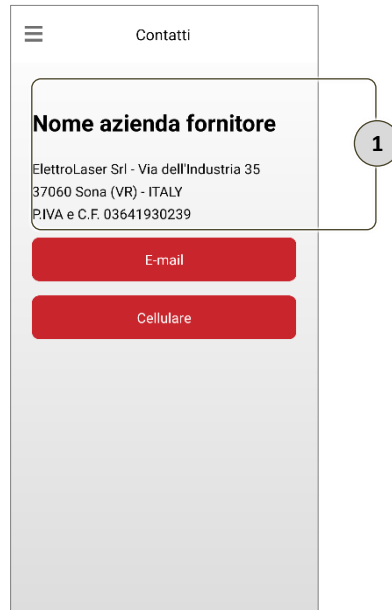 Contatti
Nome azienda fornitore
1
ElettroLaser Srl - Via dell'Industria 35
37060 Sona (VR) - ITALY
P.IVA e C.F. 03641930239
E-mail
Cellulare